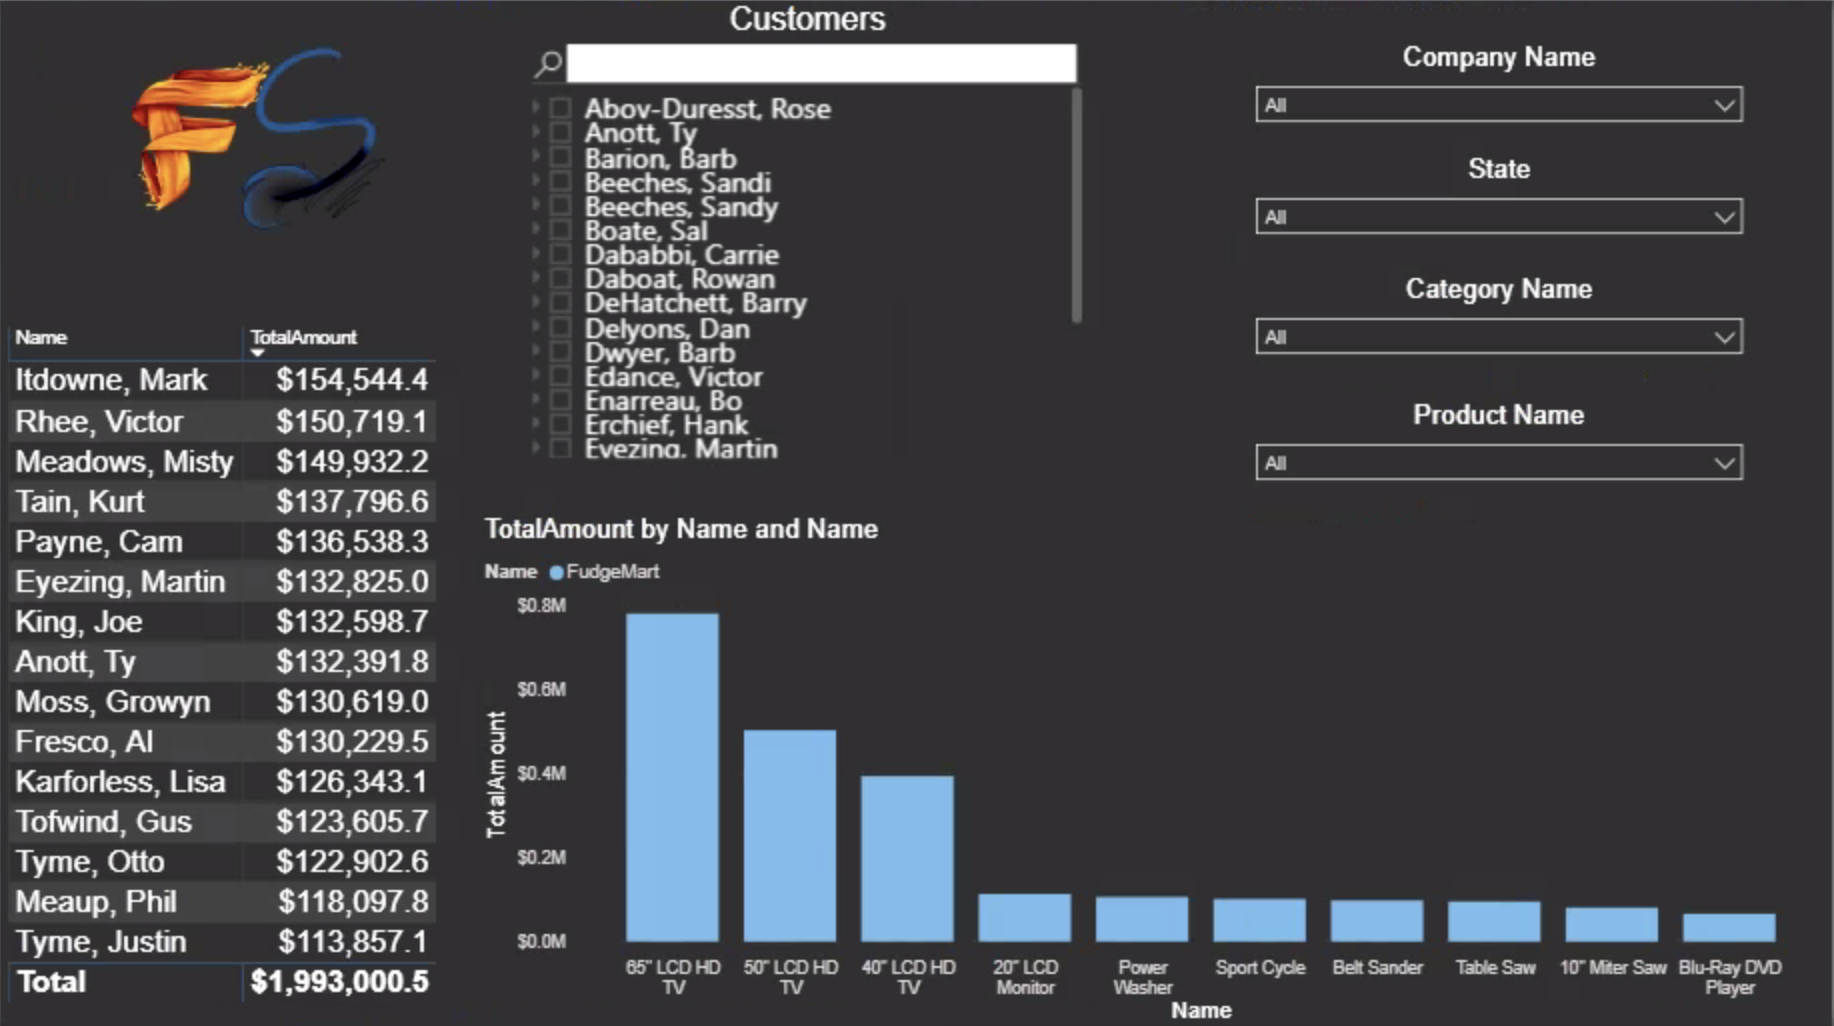 FS
Customers
Abov-Duresst, Rose
Anott, Ty
Barion, Barb
Beeches, Sandi
Beeches, Sandy
Boate, Sal
Dababbi, Carrie
Daboat, Rowan
DeHatchett, Barry
Delyons, Dan
Dwyer, Barb
Edance, Victor
Enarreau, Bo
Erchief, Hank
Eyezing, Martin
Company Name
All
State
All
Category Name
All
Product Name
All
Name TotalAmount
Itdowne, Mark $154,544.4
Rhee, Victor $150,719.1
Meadows, Misty $149,932.2
Tain, Kurt $137,796.6
Payne, Cam $136,538.3
Eyezing, Martin $132,825.0
King, Joe $132,598.7
Anott, Ty $132,391.8
Moss, Growyn $130,619.0
Fresco, Al $130,229.5
Karforless, Lisa $126,343.1
Tofwind, Gus $123,605.7
Tyme, Otto $122,902.6
Meaup, Phil $118,097.8
Tyme, Justin $113,857.1
Total $1,993,000.5
TotalAmount by Name and Name
Name FudgeMart
$0.8M
$0.6M
$0.4M
$0.2M
$0.0M
TotalAmount
65" LCD HD
TV
50" LCD HD
TV
40" LCD HD
TV
20" LCD
Monitor
Power
Washer
Sport Cycle
Belt Sander
Table Saw
10" Miter Saw
Blu-Ray DVD
Player
Name